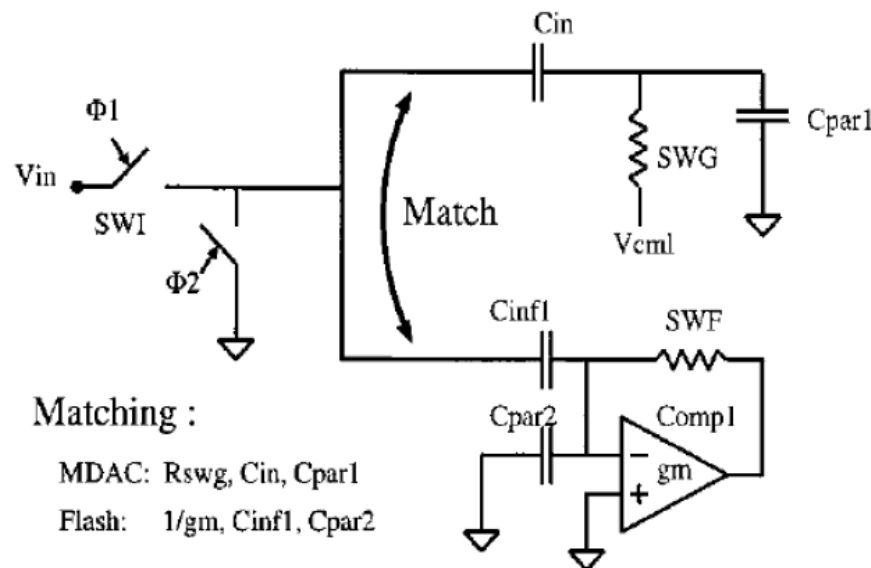 Cin
Φ1
Cpar1
Vin
SWG
SWI
Match
Vcml
Φ2
Cinf1
SWF
Matching :
Cpar2
Comp1
−
gm
+
MDAC: Rswg, Cin, Cpar1
Flash: 1/gm, Cinf1, Cpar2